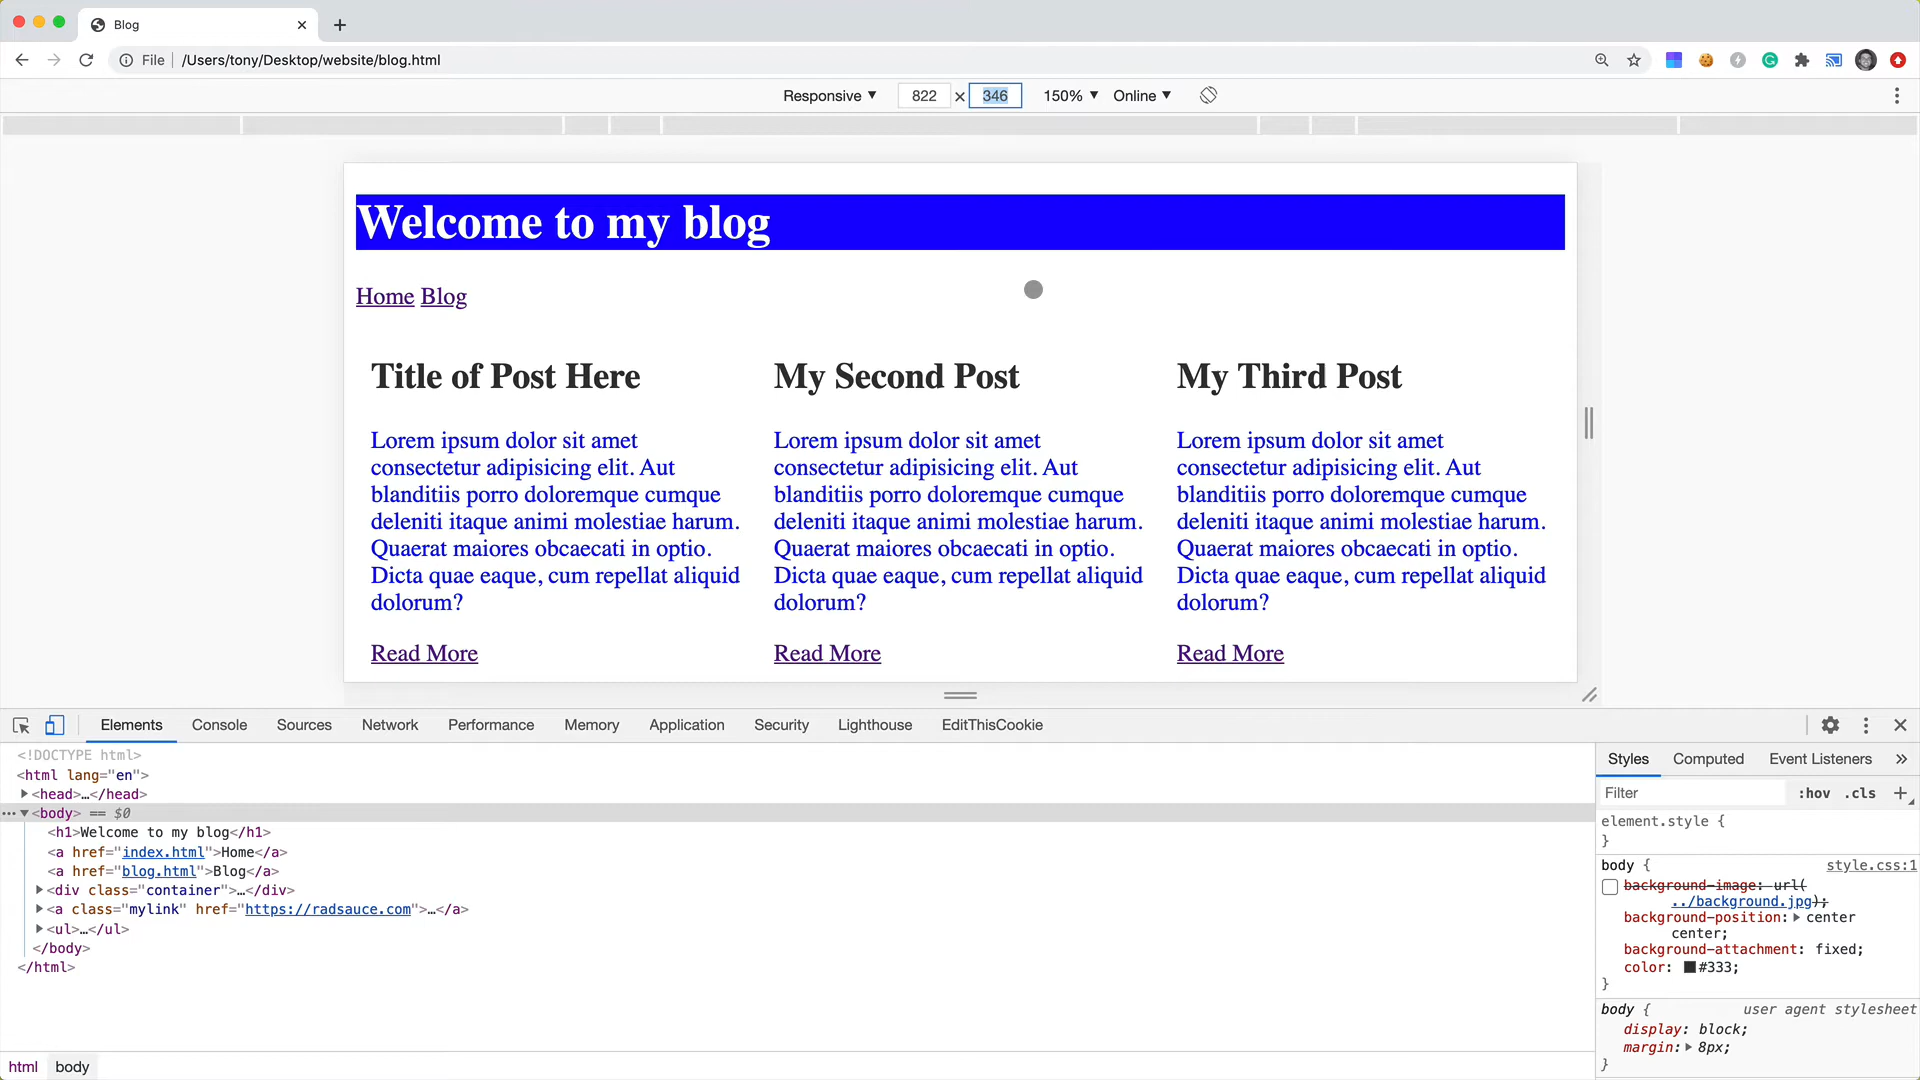 Blog
File
/Users/tony/Desktop/website/blog.html
Responsive ▼ 822 × 346 150% ▼ Online ▼
Welcome to my blog
Home Blog
Title of Post Here
Lorem ipsum dolor sit amet
consectetur adipisicing elit. Aut
blanditiis porro doloremque cumque
deleniti itaque animi molestiae harum.
Quaerat maiores obcaecati in optio.
Dicta quae eaque, cum repellat aliquid
dolorum?
Read More
My Second Post
Lorem ipsum dolor sit amet
consectetur adipisicing elit. Aut
blanditiis porro doloremque cumque
deleniti itaque animi molestiae harum.
Quaerat maiores obcaecati in optio.
Dicta quae eaque, cum repellat aliquid
dolorum?
Read More
My Third Post
Lorem ipsum dolor sit amet
consectetur adipisicing elit. Aut
blanditiis porro doloremque cumque
deleniti itaque animi molestiae harum.
Quaerat maiores obcaecati in optio.
Dicta quae eaque, cum repellat aliquid
dolorum?
Read More
Elements Console Sources Network Performance Memory Application Security Lighthouse EditThisCookie
<!DOCTYPE html>
<html lang="en">
<head>…</head>
<body> == $0
<h1>Welcome to my blog</h1>
<a href="index.html">Home</a>
<a href="blog.html">Blog</a>
<div class="container">…</div>
<a class="mylink" href="https://radsauce.com">…</a>
<ul>…</ul>
</body>
</html>
html body
Styles Computed Event Listeners »
Filter :hov .cls +
element.style {
}
body { style.css:1
background-image: url(
../background.jpg);
background-position: center
center;
background-attachment: fixed;
color: #333;
}
body { user agent stylesheet
display: block;
margin: 8px;
}